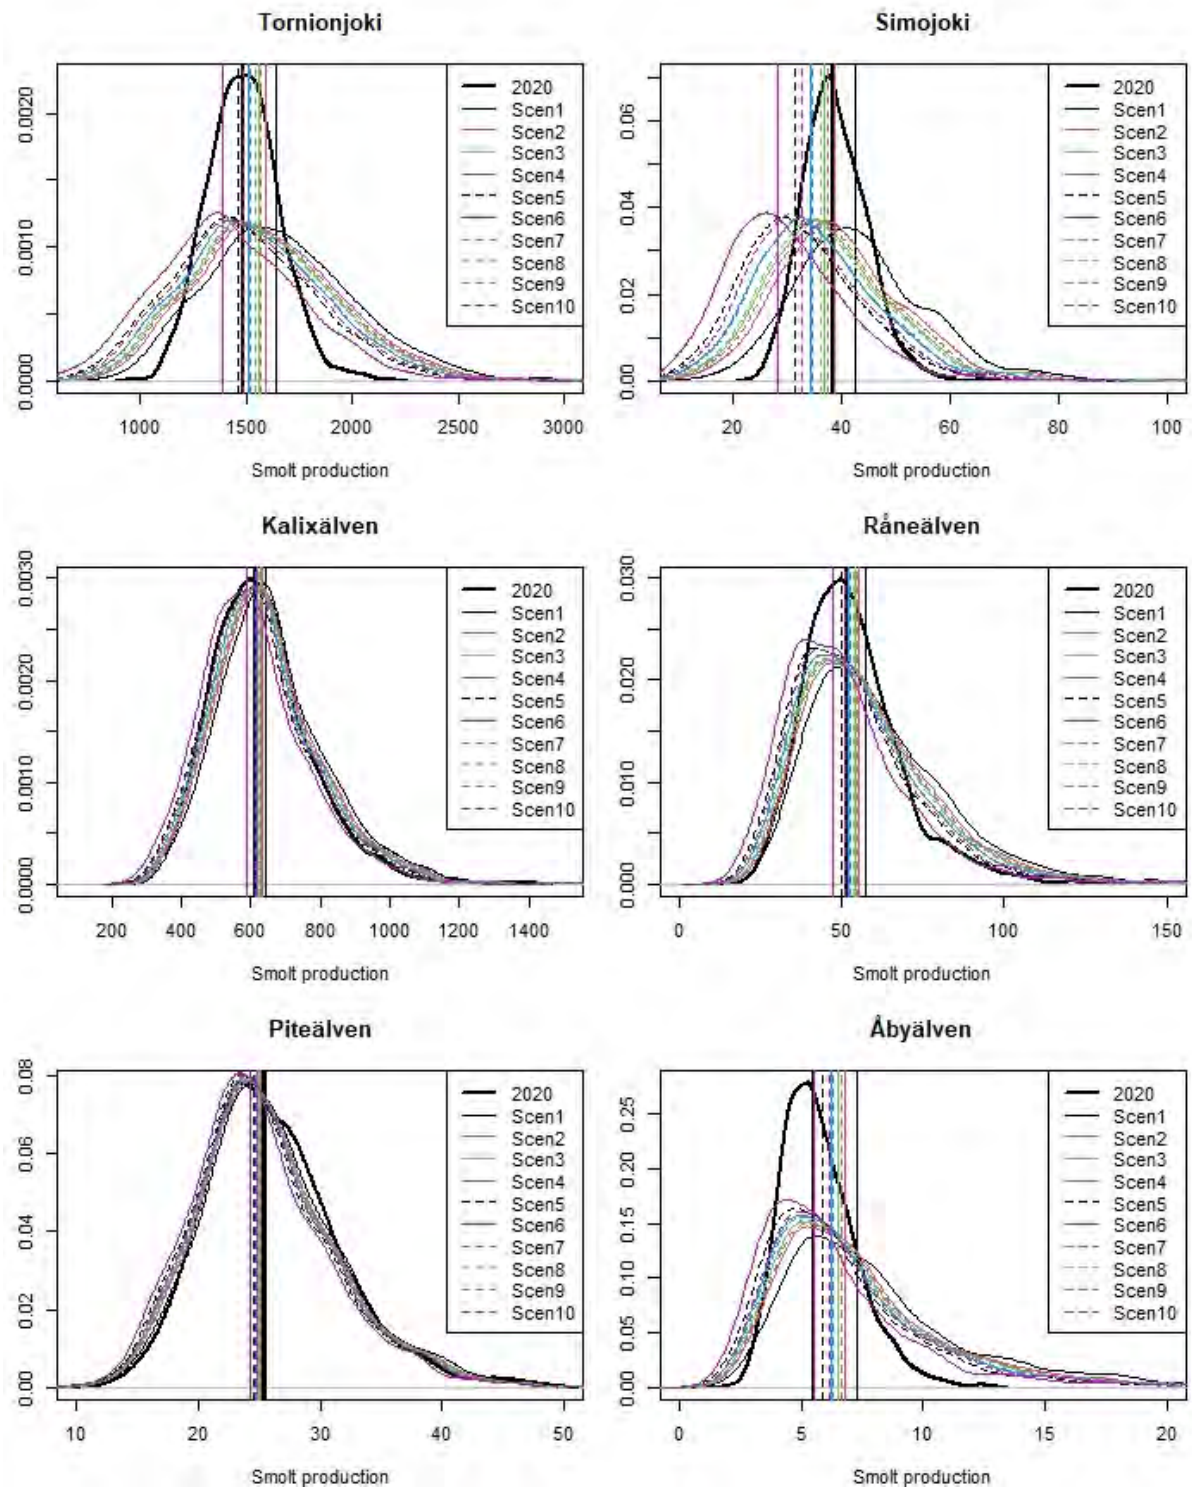 Tornionjoki
0.0000 0.0010 0.0020
2020
Scen1
Scen2
Scen3
Scen4
Scen5
Scen6
Scen7
Scen8
Scen9
Scen10
1000 1500 2000 2500 3000
Smolt production
Simojoki
0.00 0.02 0.04 0.06
2020
Scen1
Scen2
Scen3
Scen4
Scen5
Scen6
Scen7
Scen8
Scen9
Scen10
20 40 60 80 100
Smolt production
Kalixälven
0.0000 0.0010 0.0020 0.0030
2020
Scen1
Scen2
Scen3
Scen4
Scen5
Scen6
Scen7
Scen8
Scen9
Scen10
200 400 600 800 1000 1200 1400
Smolt production
Råneälven
0.000 0.010 0.020 0.030
2020
Scen1
Scen2
Scen3
Scen4
Scen5
Scen6
Scen7
Scen8
Scen9
Scen10
0 50 100 150
Smolt production
Piteälven
0.00 0.02 0.04 0.06 0.08
2020
Scen1
Scen2
Scen3
Scen4
Scen5
Scen6
Scen7
Scen8
Scen9
Scen10
10 20 30 40 50
Smolt production
Åbyälven
0.00 0.05 0.10 0.15 0.20 0.25
2020
Scen1
Scen2
Scen3
Scen4
Scen5
Scen6
Scen7
Scen8
Scen9
Scen10
0 5 10 15 20
Smolt production